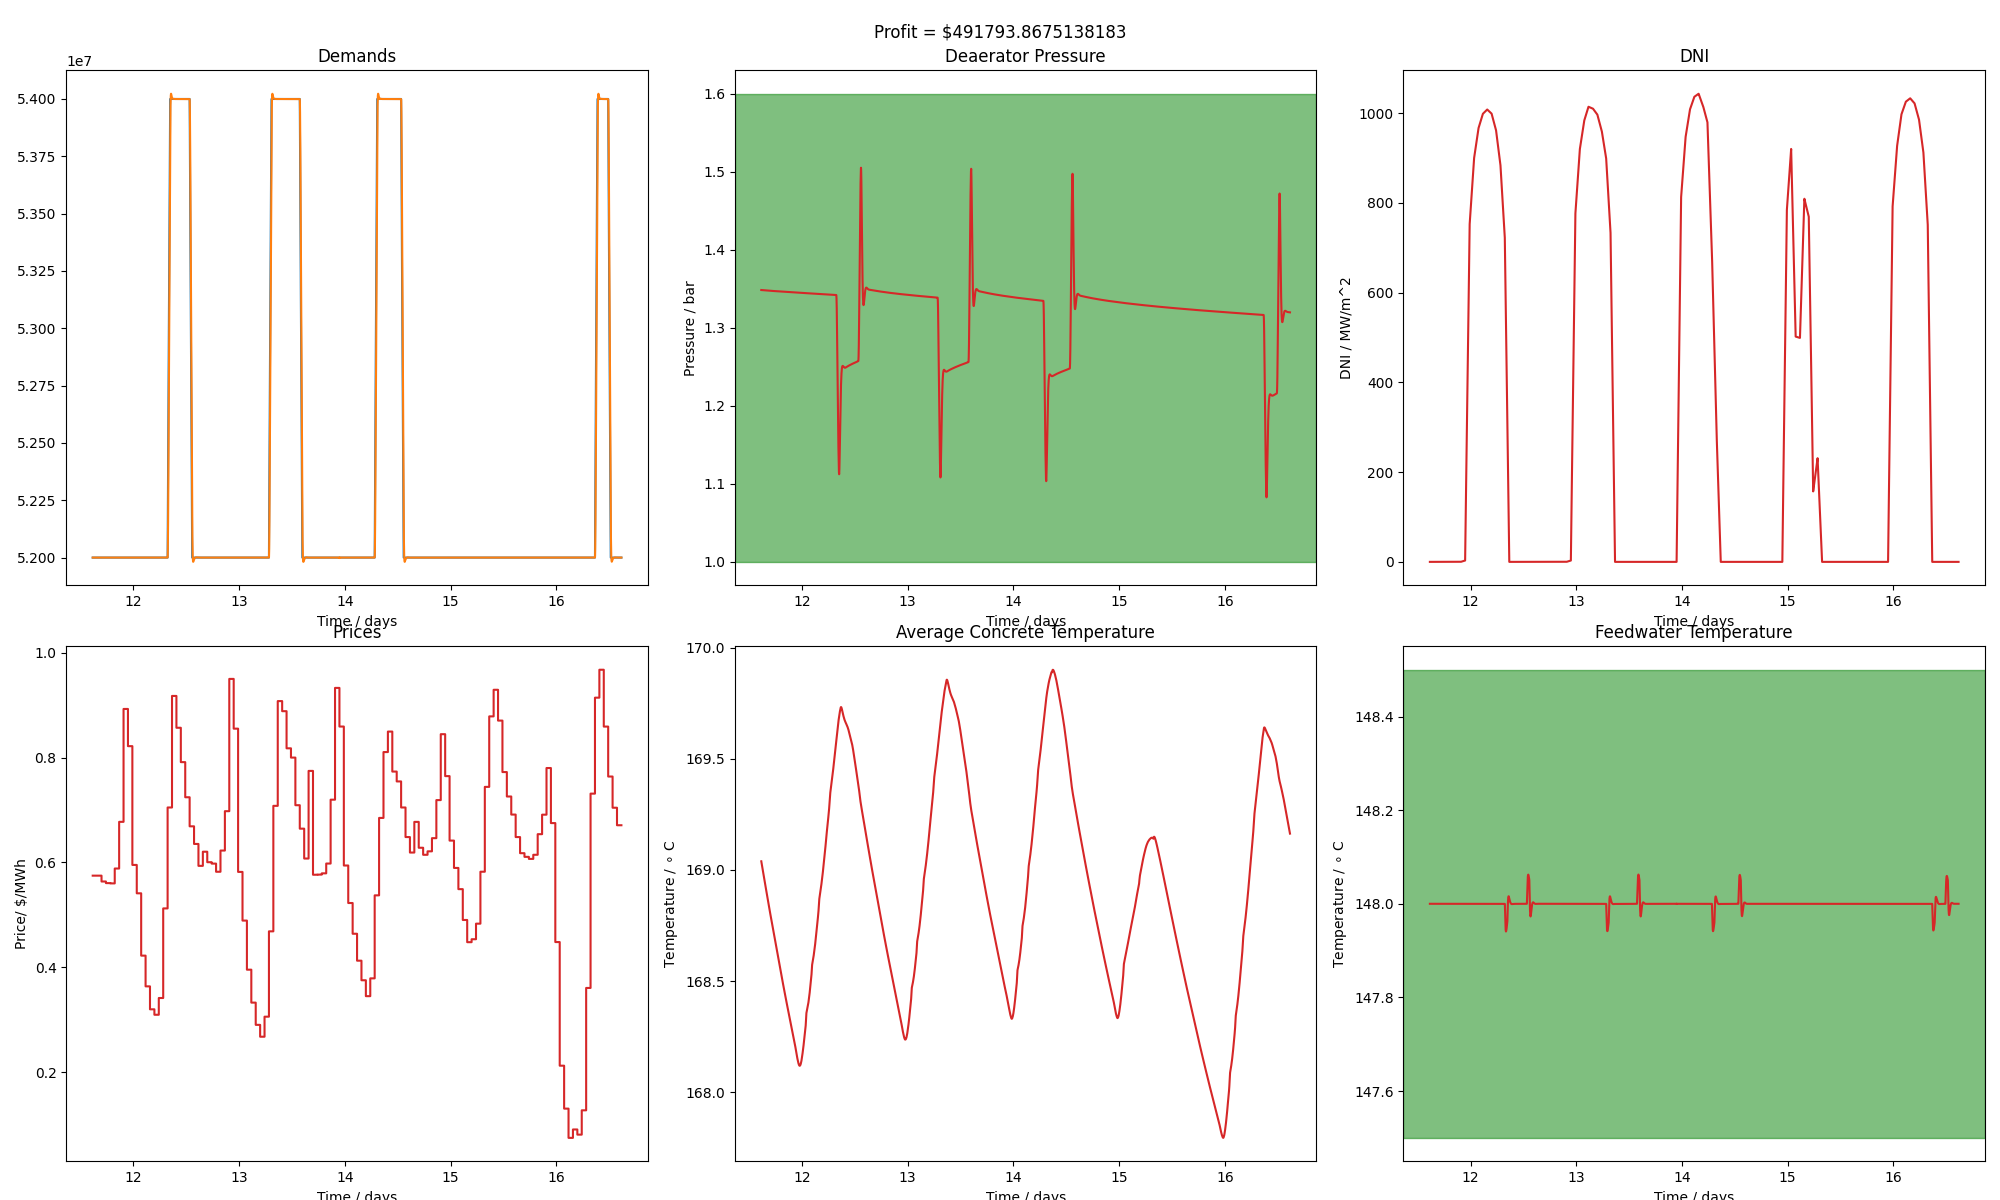 Profit = $491793.8675138183
Demands
1e7
5.400
5.375
5.350
5.325
5.300
5.275
5.250
5.225
5.200
12 13 14 15 16
Time / days
Deaerator Pressure
Pressure / bar
1.6
1.5
1.4
1.3
1.2
1.1
1.0
12 13 14 15 16
Time / days
DNI
DNI / MW/m^2
1000
800
600
400
200
0
12 13 14 15 16
Time / days
Prices
Price/ $/MWh
1.0
0.8
0.6
0.4
0.2
12 13 14 15 16
Time / days
Average Concrete Temperature
Temperature / ∘ C
170.0
169.5
169.0
168.5
168.0
12 13 14 15 16
Time / days
Feedwater Temperature
Temperature / ∘ C
148.4
148.2
148.0
147.8
147.6
12 13 14 15 16
Time / days